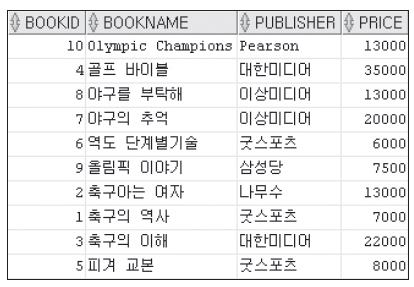 BOOKID BOOKNAME PUBLISHER PRICE
10 Olympic Champions Pearson 13000
4 골프 바이블 대한미디어 35000
8 야구를 부탁해 이상미디어 13000
7 야구의 추억 이상미디어 20000
6 역도 단계별기술 굿스포츠 6000
9 올림픽 이야기 삼성당 7500
2 축구아는 여자 나무수 13000
1 축구의 역사 굿스포츠 7000
3 축구의 이해 대한미디어 22000
5 피겨 교본 굿스포츠 8000